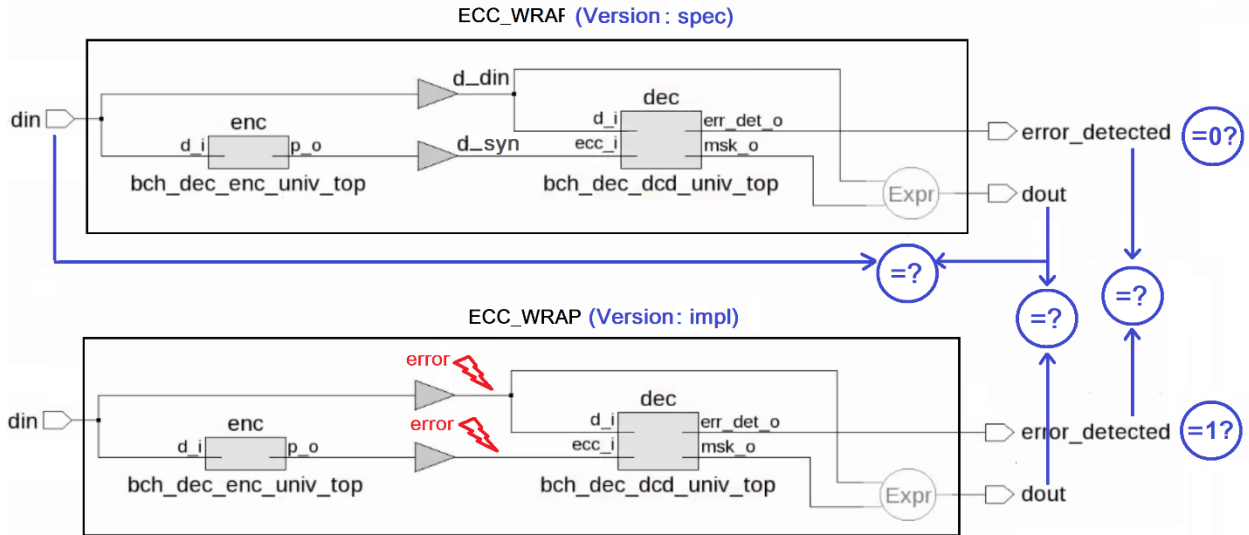 ECC_WRAP (Version: spec)
d_din
dec
din
enc
d_i
err_det_o
error_detected
=0?
d_i
p_o
d_syn
ecc_i
msk_o
bch_dec_enc_univ_top
bch_dec_dcd_univ_top
Expr
dout
=?
=?
=?
ECC_WRAP (Version: impl)
error
dec
din
enc
error
d_i
err_det_o
error_detected
=1?
d_i
p_o
ecc_i
msk_o
bch_dec_enc_univ_top
bch_dec_dcd_univ_top
Expr
dout